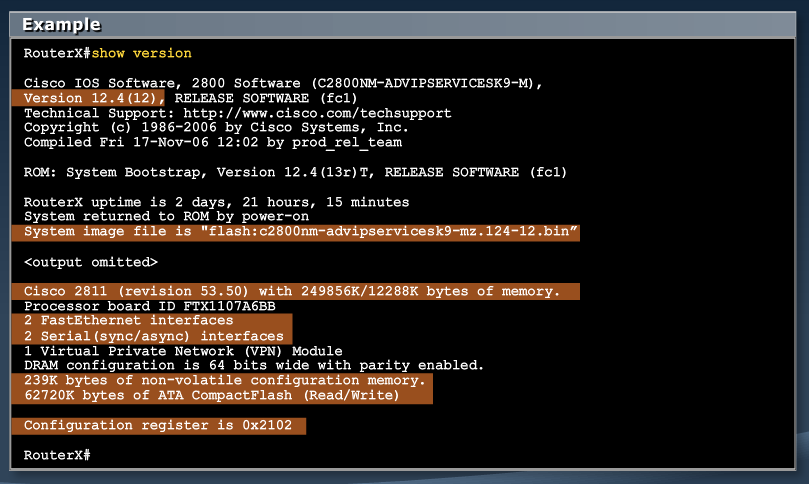 Example
RouterX#show version
Cisco IOS Software, 2800 Software (C2800NM-ADVIPSERVICESK9-M),
Version 12.4(12), RELEASE SOFTWARE (fc1)
Technical Support: http://www.cisco.com/techsupport
Copyright (c) 1986-2006 by Cisco Systems, Inc.
Compiled Fri 17-Nov-06 12:02 by prod_rel_team
ROM: System Bootstrap, Version 12.4(13r)T, RELEASE SOFTWARE (fc1)
RouterX uptime is 2 days, 21 hours, 15 minutes
System returned to ROM by power-on
System image file is "flash:c2800nm-advipservicesk9-mz.124-12.bin”
<output omitted>
Cisco 2811 (revision 53.50) with 249856K/12288K bytes of memory.
Processor board ID FTX1107A6BB
2 FastEthernet interfaces
2 Serial(sync/async) interfaces
1 Virtual Private Network (VPN) Module
DRAM configuration is 64 bits wide with parity enabled.
239K bytes of non-volatile configuration memory.
62720K bytes of ATA CompactFlash (Read/Write)
Configuration register is 0x2102
RouterX#